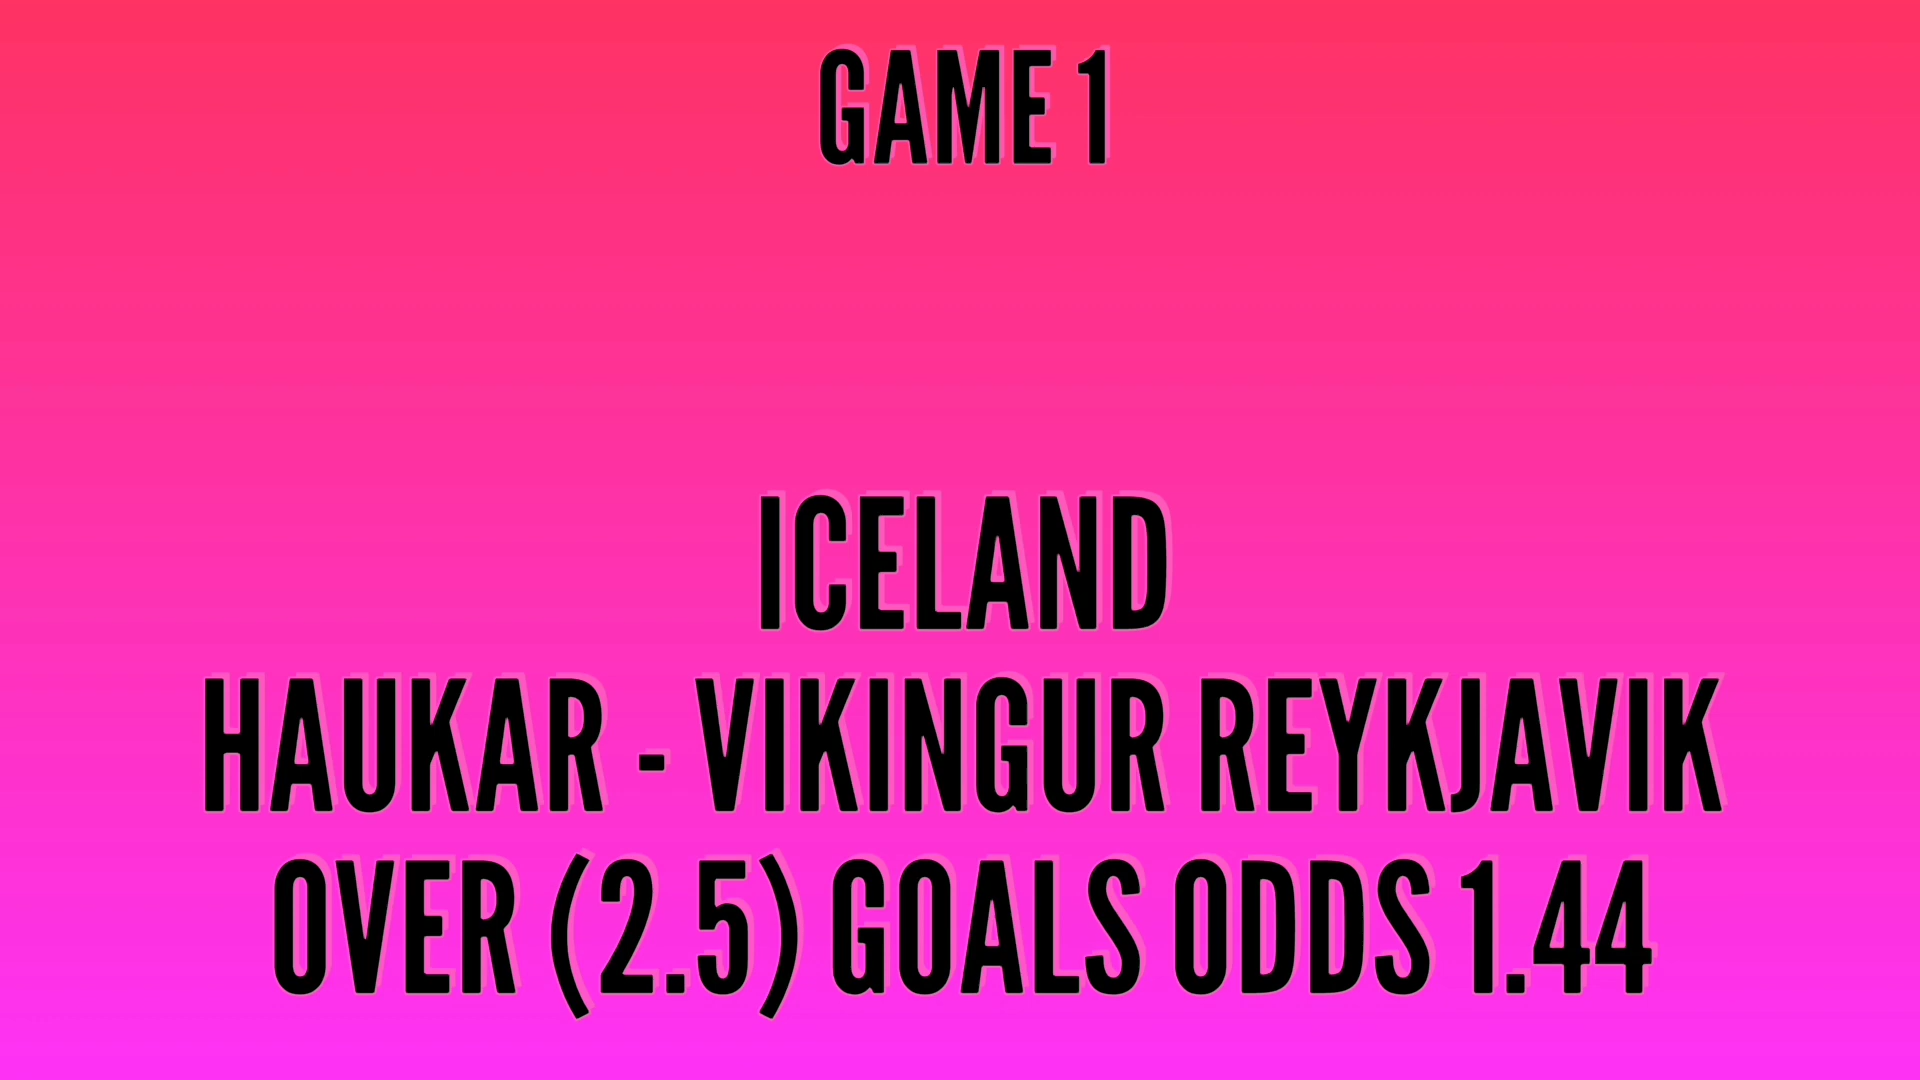 GAME 1
ICELAND
HAUKAR - VIKINGUR REYKJAVIK
OVER (2.5) GOALS ODDS 1.44